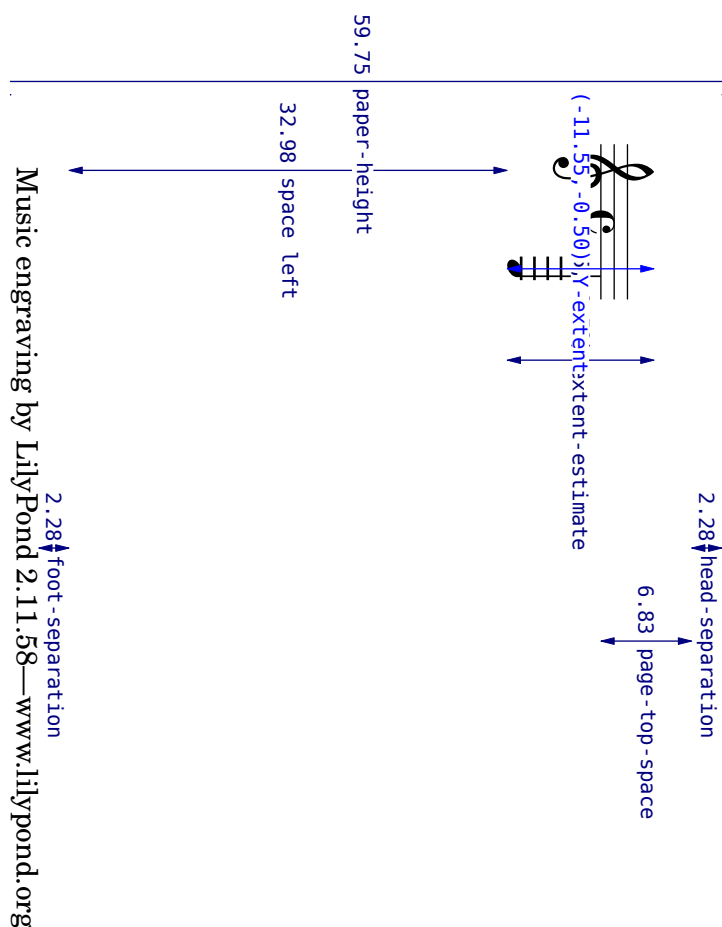 2.28 head-separation
6.83 page-top-space
(-11.55,-0.50)
,Y-extent
extent-estimate
59.75 paper-height
32.98 space left
2.28 foot-separation
Music engraving by LilyPond 2.11.58—www.lilypond.org